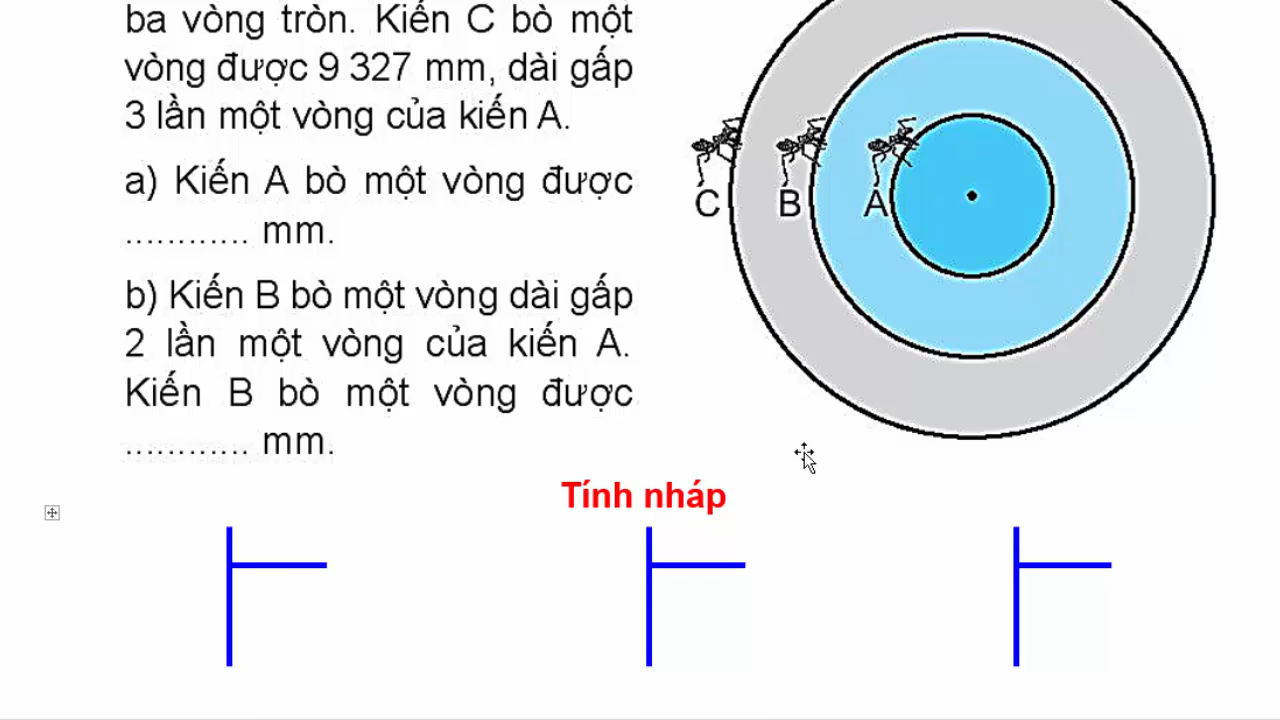 ba vòng tròn. Kiến C bò một
vòng được 9 327 mm, dài gấp
3 lần một vòng của kiến A.
a) Kiến A bò một vòng được
............ mm.
b) Kiến B bò một vòng dài gấp
2 lần một vòng của kiến A.
Kiến B bò một vòng được
............ mm.
C B A
Tính nháp